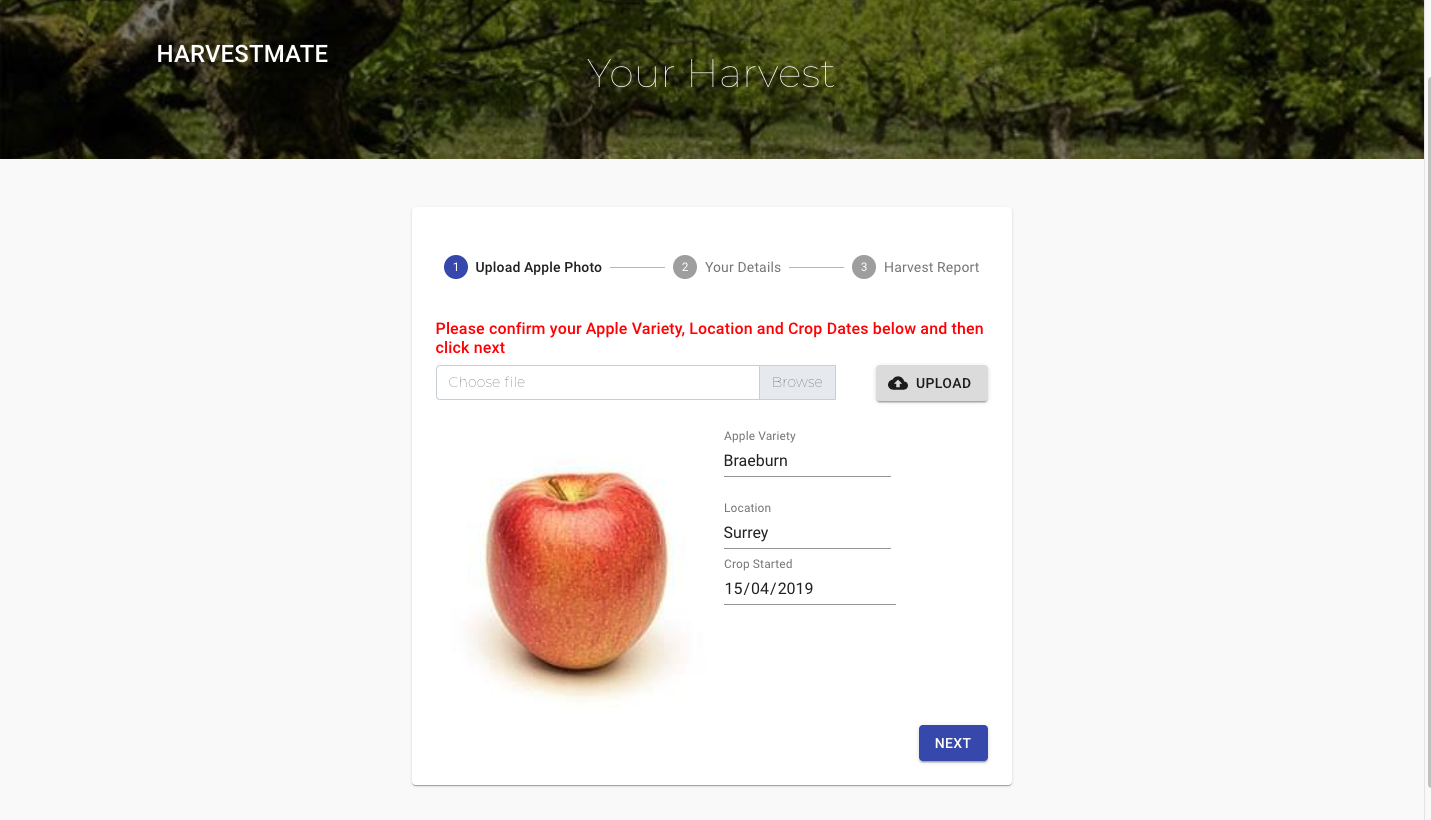 HARVESTMATE
Your Harvest
1 Upload Apple Photo 2 Your Details 3 Harvest Report
Please confirm your Apple Variety, Location and Crop Dates below and then
click next
Choose file Browse UPLOAD
Apple Variety
Braeburn
Location
Surrey
Crop Started
15/04/2019
NEXT